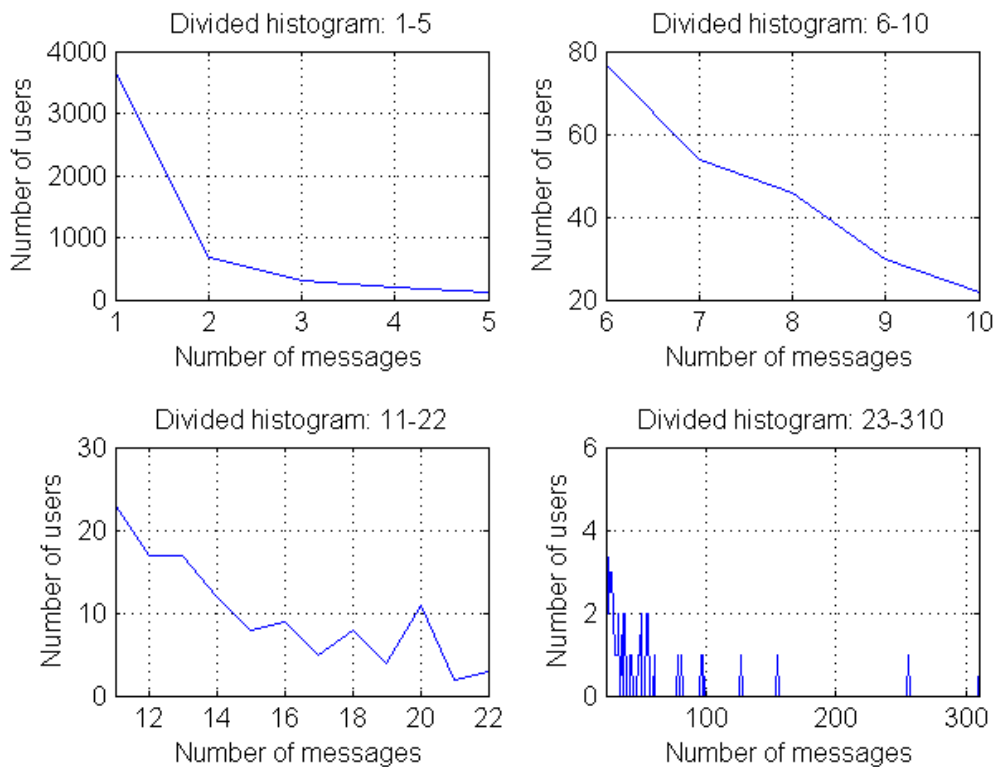 Divided histogram: 1-5
Number of users
4000
3000
2000
1000
0
1 2 3 4 5
Number of messages
Divided histogram: 6-10
Number of users
80
60
40
20
6 7 8 9 10
Number of messages
Divided histogram: 11-22
Number of users
30
20
10
0
12 14 16 18 20 22
Number of messages
Divided histogram: 23-310
Number of users
6
4
2
0
100 200 300
Number of messages